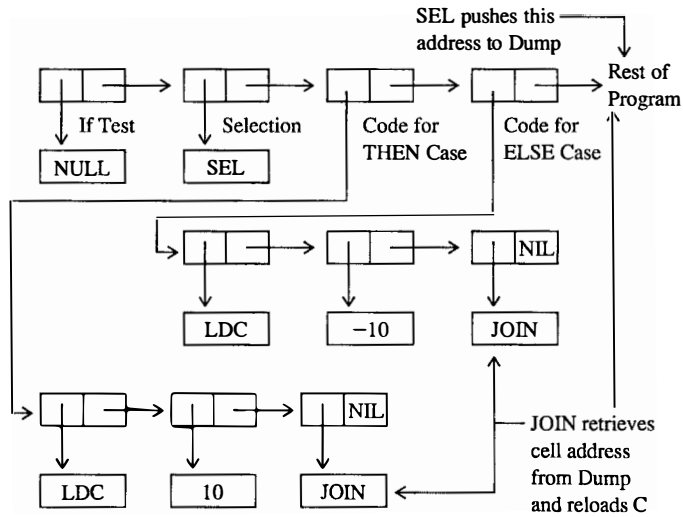 SEL pushes this
address to Dump
Rest of
Program
If Test
Selection
Code for
THEN Case
Code for
ELSE Case
NULL
SEL
NIL
LDC
−10
JOIN
NIL
LDC
10
JOIN
JOIN retrieves
cell address
from Dump
and reloads C